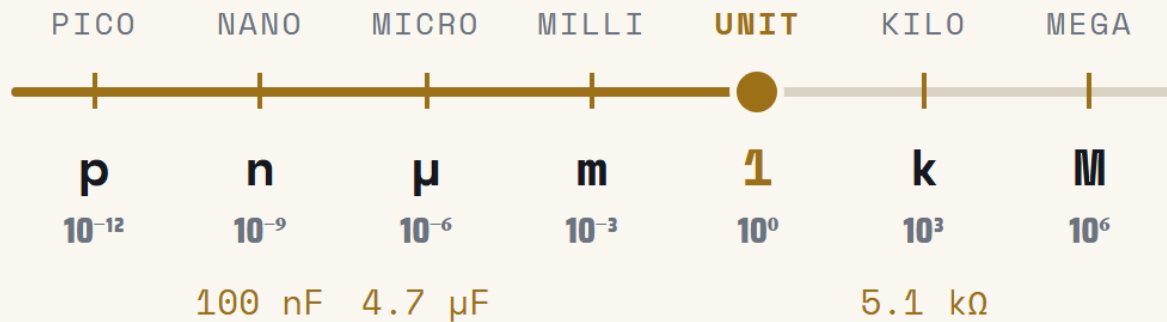 PICO NANO MICRO MILLI UNIT KILO MEGA
p n µ m 1 k M
10⁻¹² 10⁻⁹ 10⁻⁶ 10⁻³ 10⁰ 10³ 10⁶
100 nF 4.7 µF 5.1 kΩ